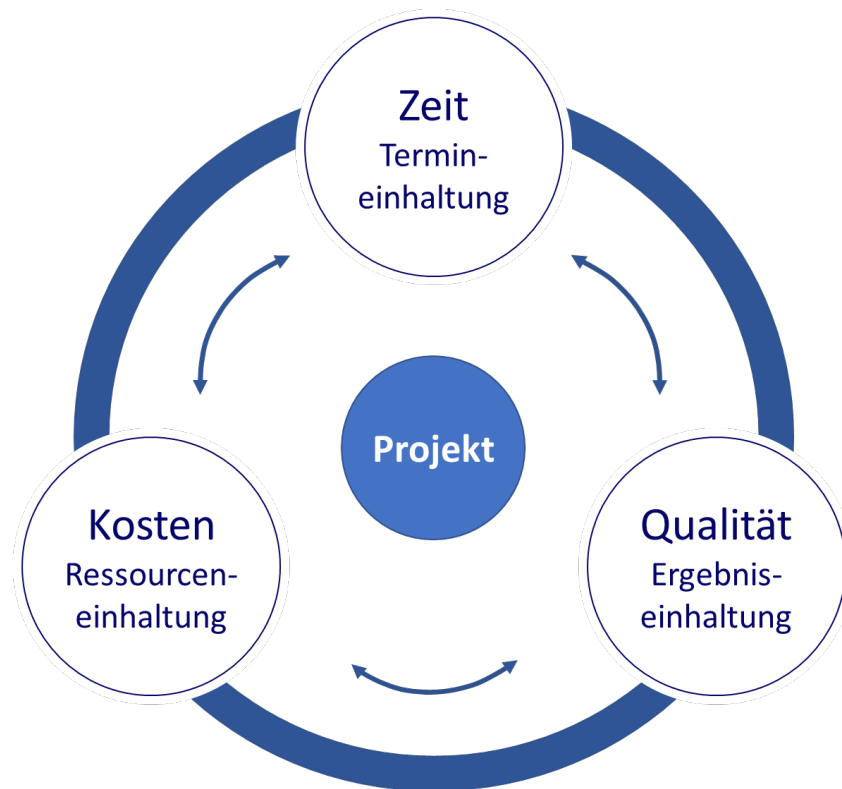 Zeit
Termin-
einhaltung
Projekt
Kosten
Ressourcen-
einhaltung
Qualität
Ergebnis-
einhaltung